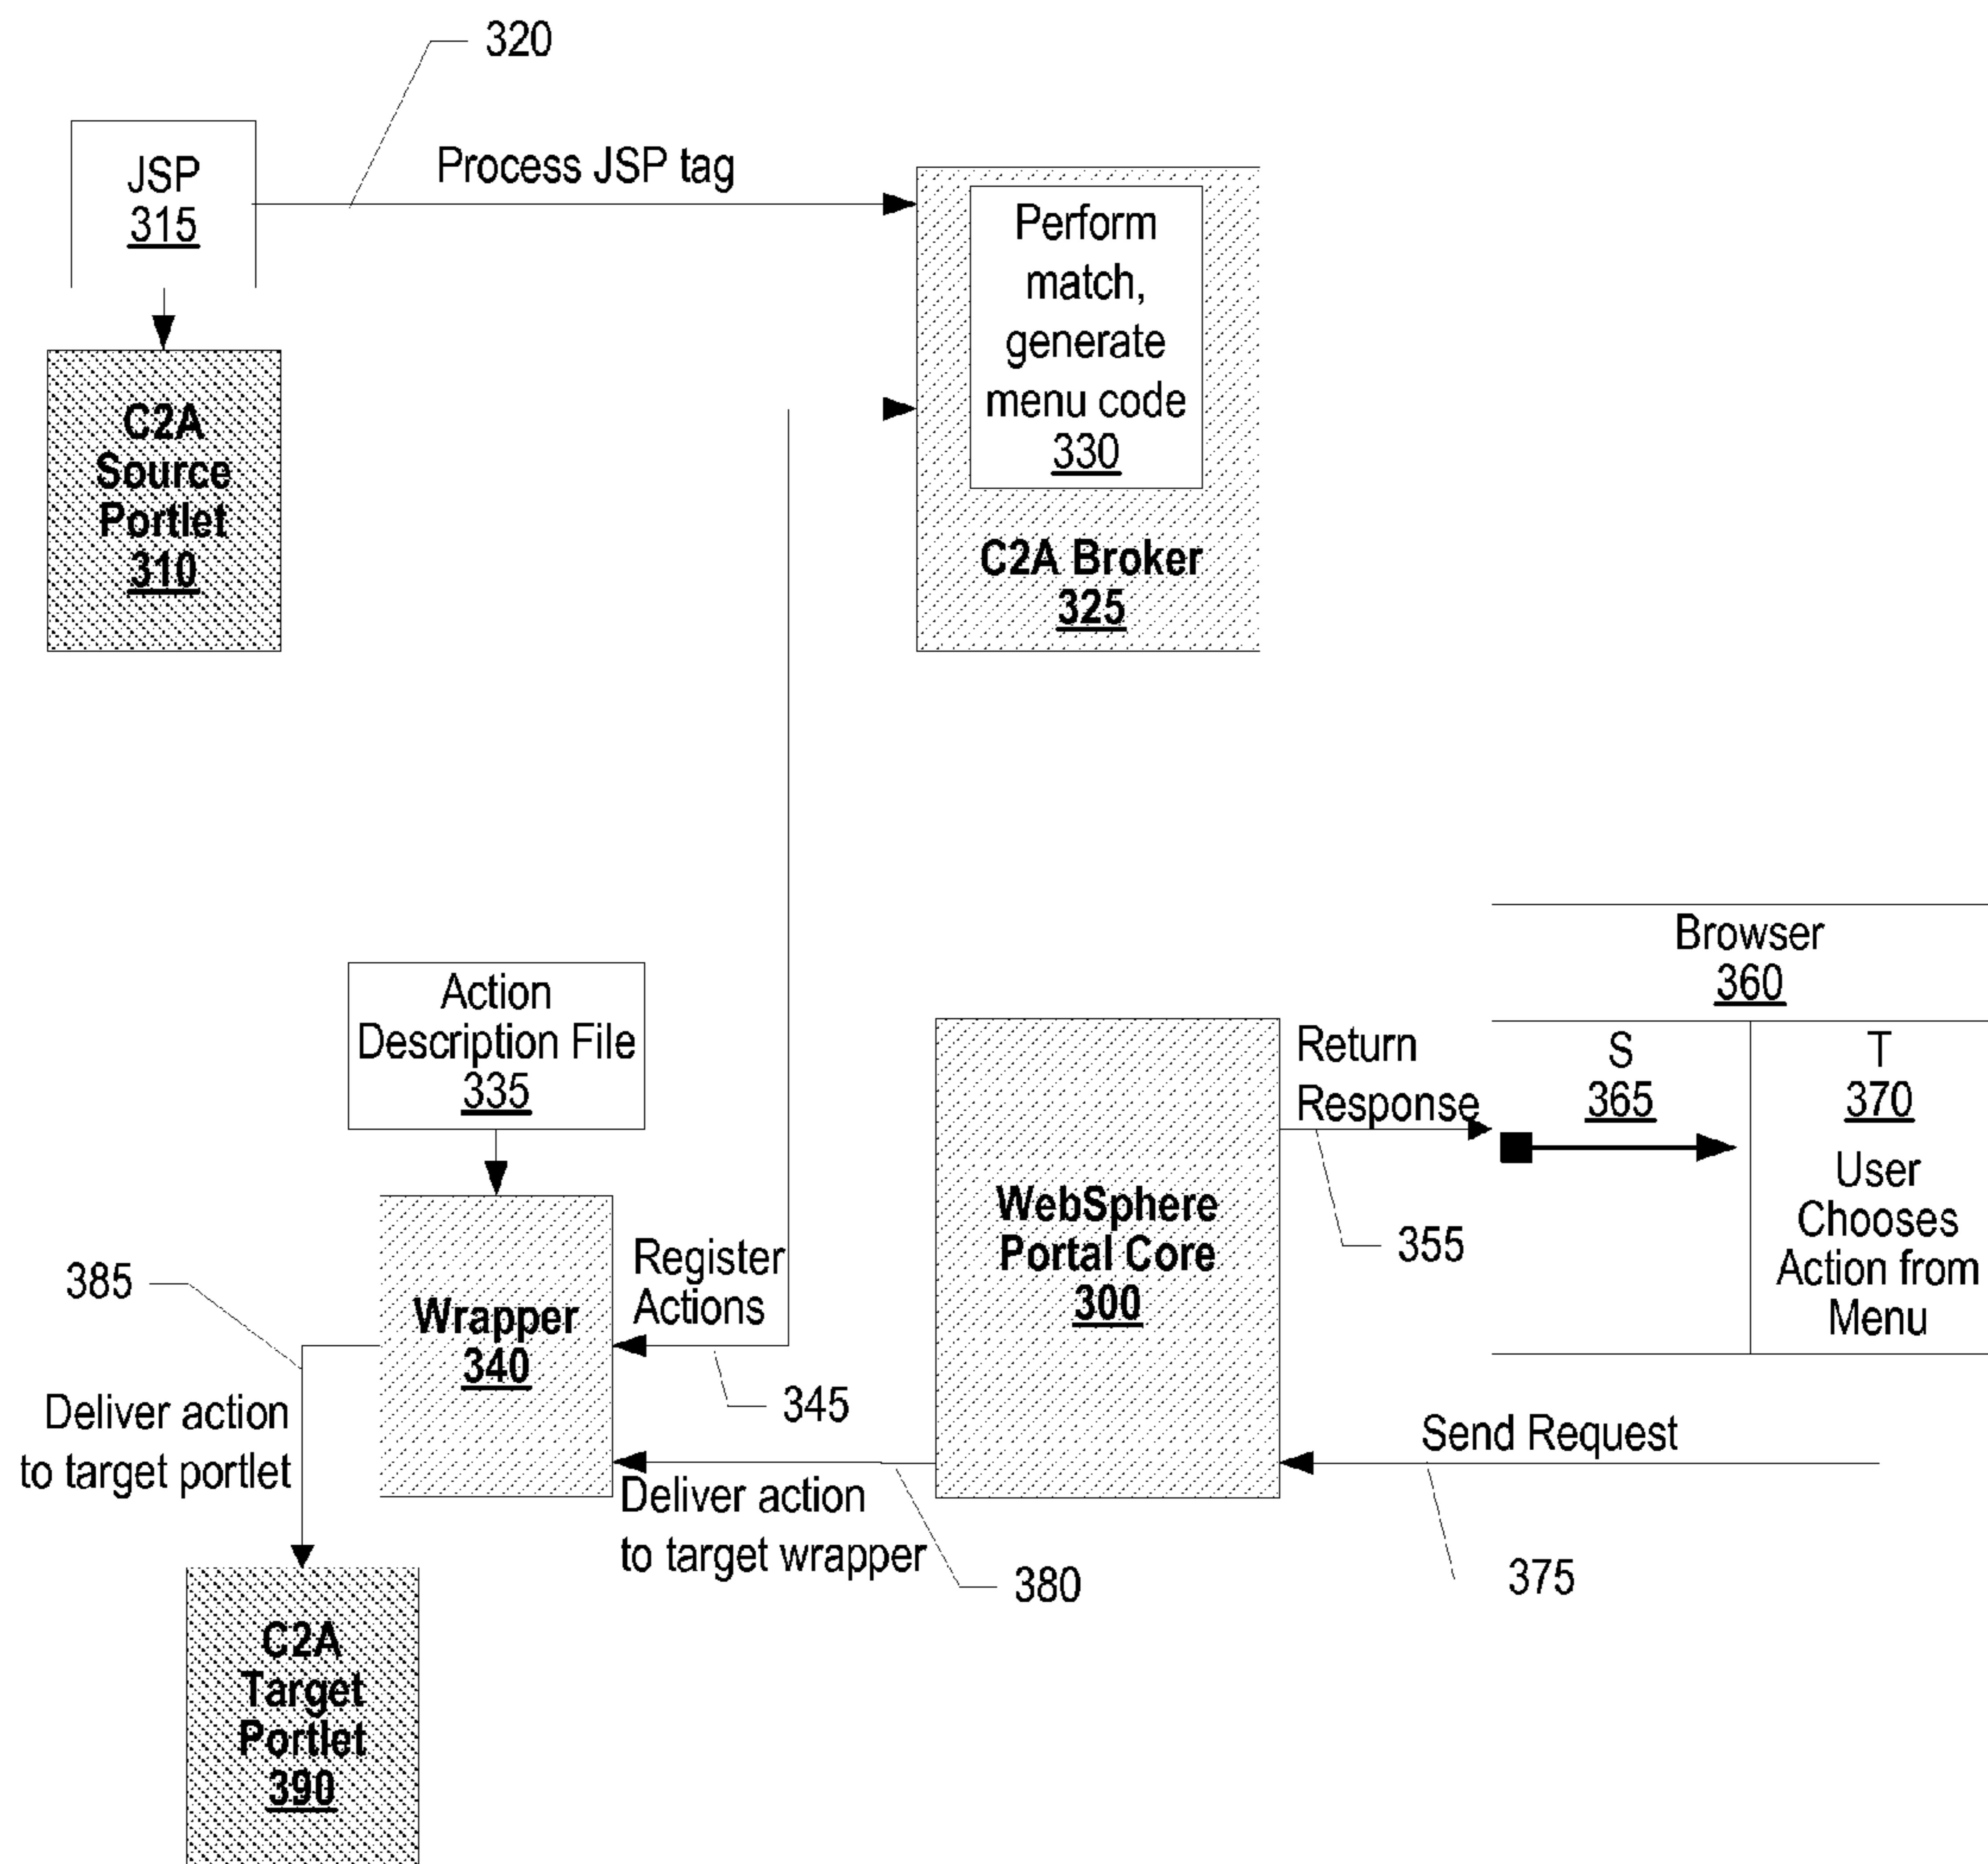 320
JSP
315
Process JSP tag
Perform
match,
generate
menu code
330
C2A Broker
325
C2A
Source
Portlet
310
Action
Description File
335
Browser
360
S
365
T
370
User
Chooses
Action from
Menu
Return
Response
355
WebSphere
Portal Core
300
Register
Actions
345
Wrapper
340
385
Deliver action
to target portlet
Send Request
375
Deliver action
to target wrapper
380
C2A
Target
Portlet
390